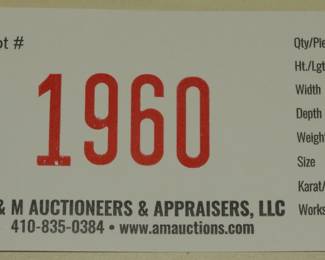 ot #
1960
& M AUCTIONEERS & APPRAISERS, LLC
410-835-0384 • www.amauctions.com
Qty/Pie
Ht./Lgt
Width
Depth
Weigh
Size
Karat/
Works